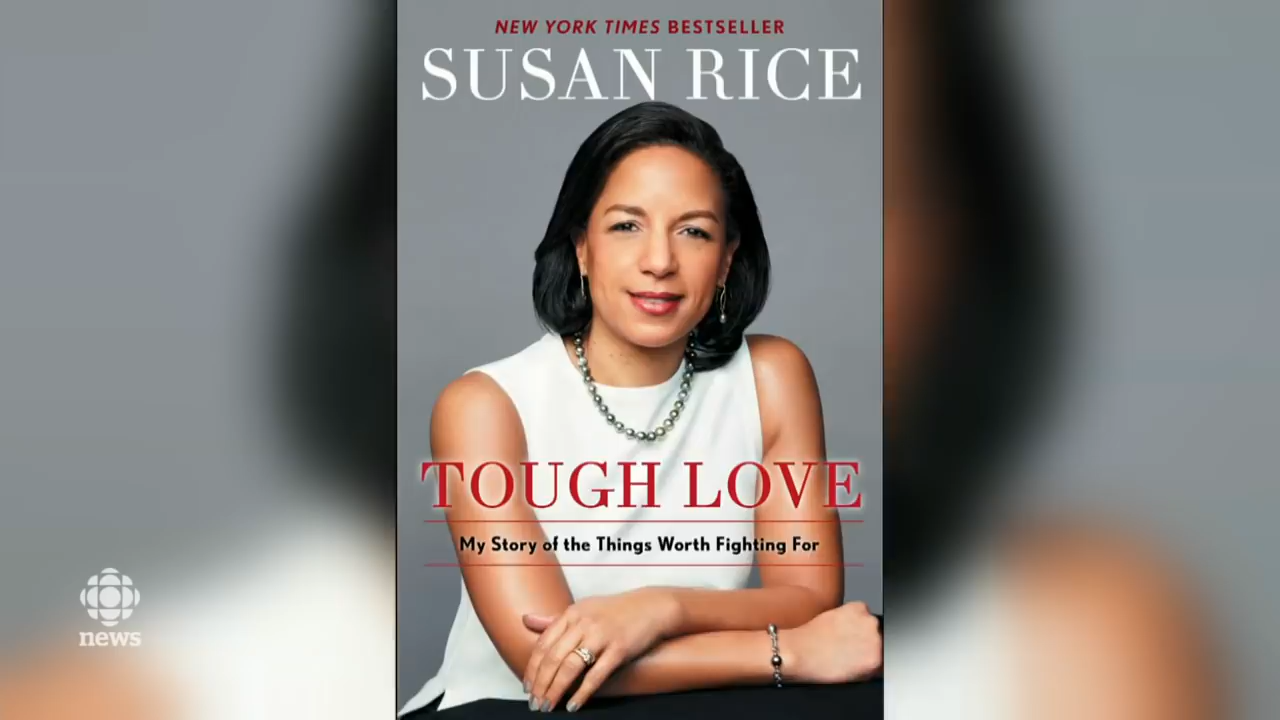 NEW YORK TIMES BESTSELLER
SUSAN RICE
TOUGH LOVE
My Story of the Things Worth Fighting For
news